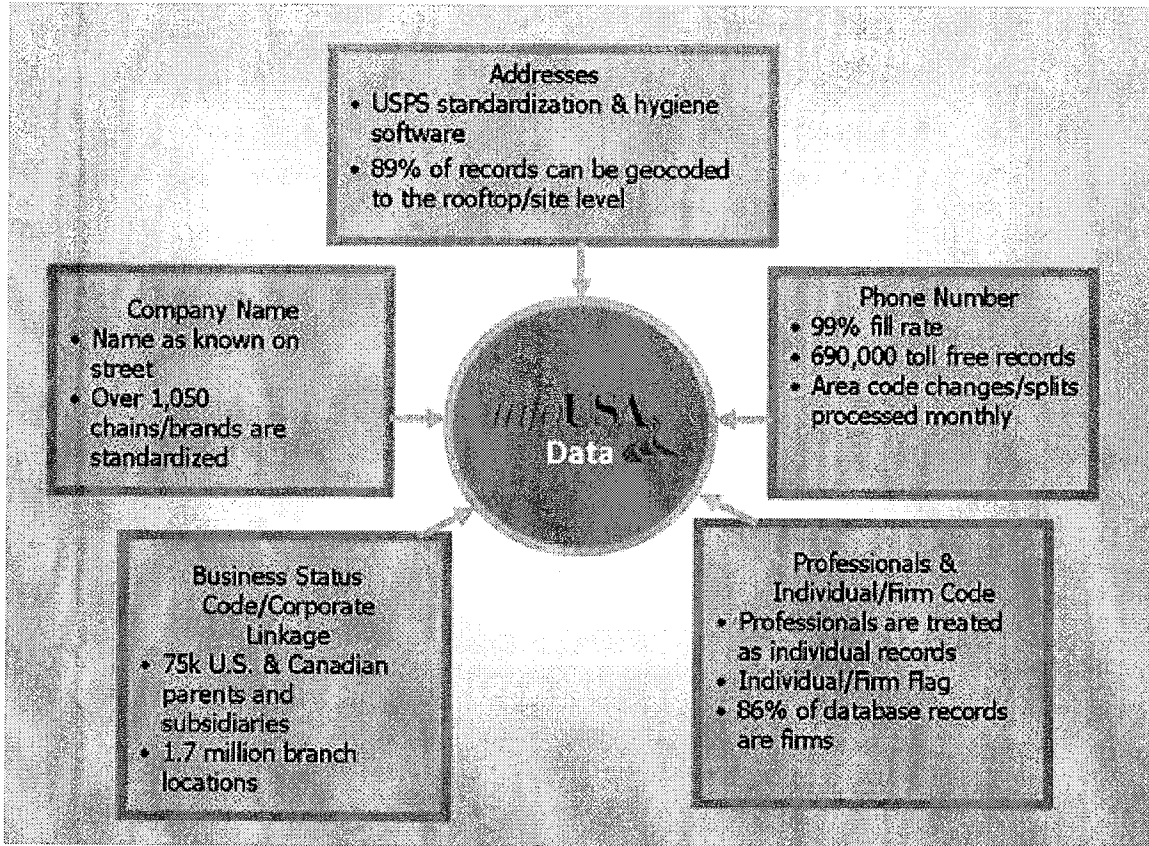 Addresses
• USPS standardization & hygiene
software
• 89% of records can be geocoded
to the rooftop/site level
Company Name
• Name as known on
street
• Over 1,050
chains/brands are
standardized
infoUSA
Data
Phone Number
• 99% fill rate
• 690,000 toll free records
• Area code changes/splits
processed monthly
Business Status
Code/Corporate
Linkage
• 75k U.S. & Canadian
parents and
subsidiaries
• 1.7 million branch
locations
Professionals &
Individual/Firm Code
• Professionals are treated
as individual records
• Individual/Firm Flag
• 86% of database records
are firms